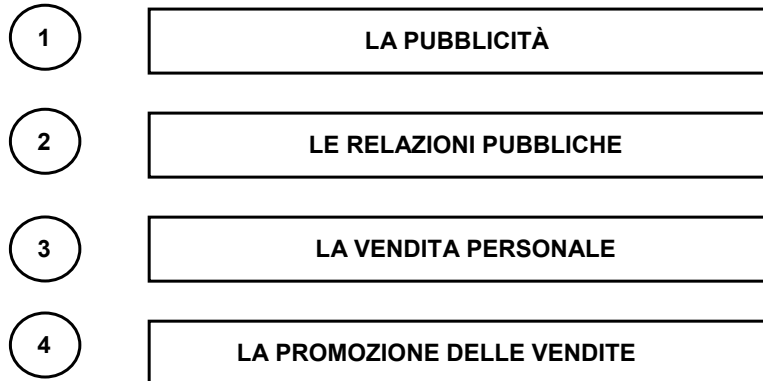 1 LA PUBBLICITÀ
2 LE RELAZIONI PUBBLICHE
3 LA VENDITA PERSONALE
4 LA PROMOZIONE DELLE VENDITE